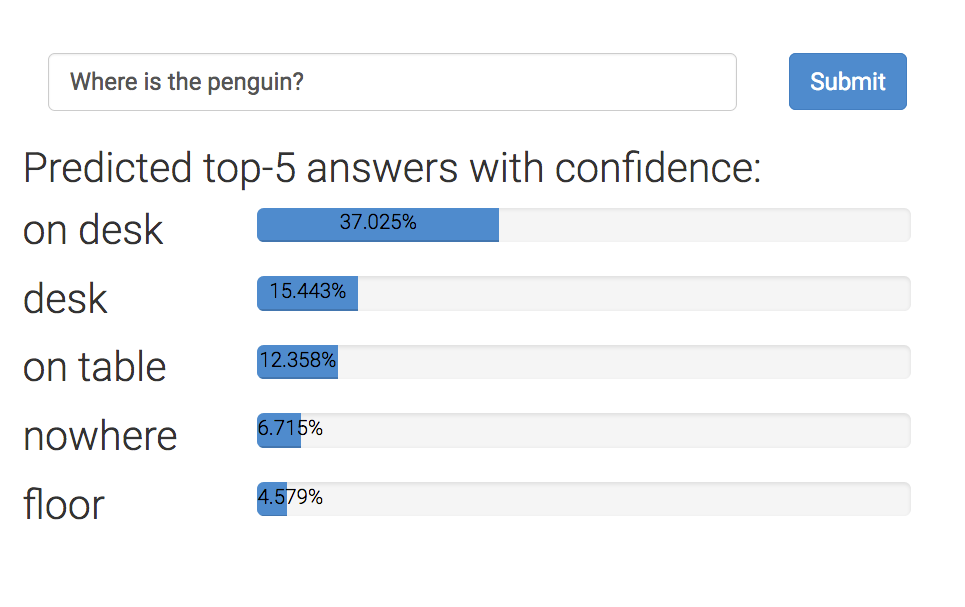 Where is the penguin? Submit
Predicted top-5 answers with confidence:
on desk 37.025%
desk 15.443%
on table 12.358%
nowhere 6.715%
floor 4.579%